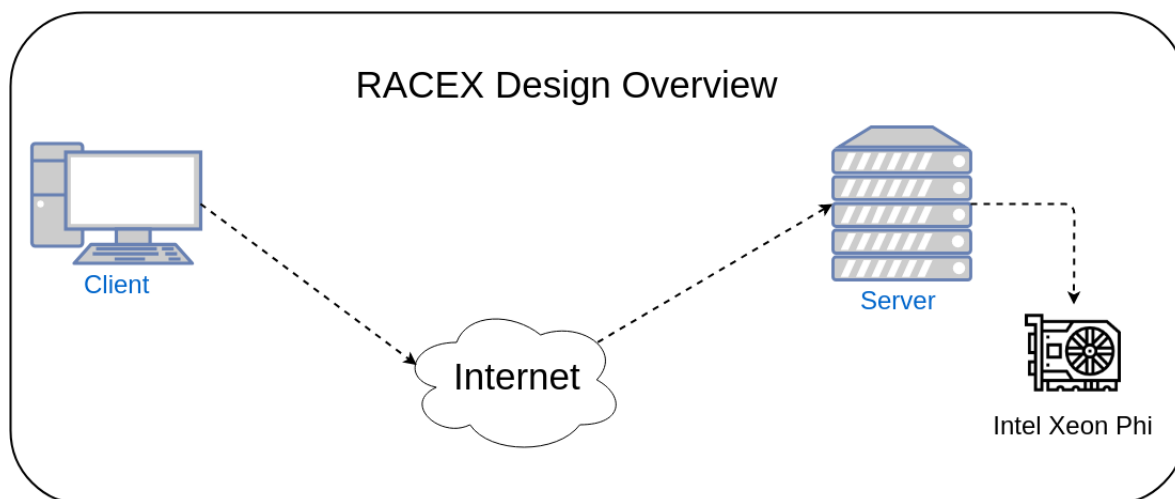 RACEX Design Overview
Client
Server
Internet
Intel Xeon Phi